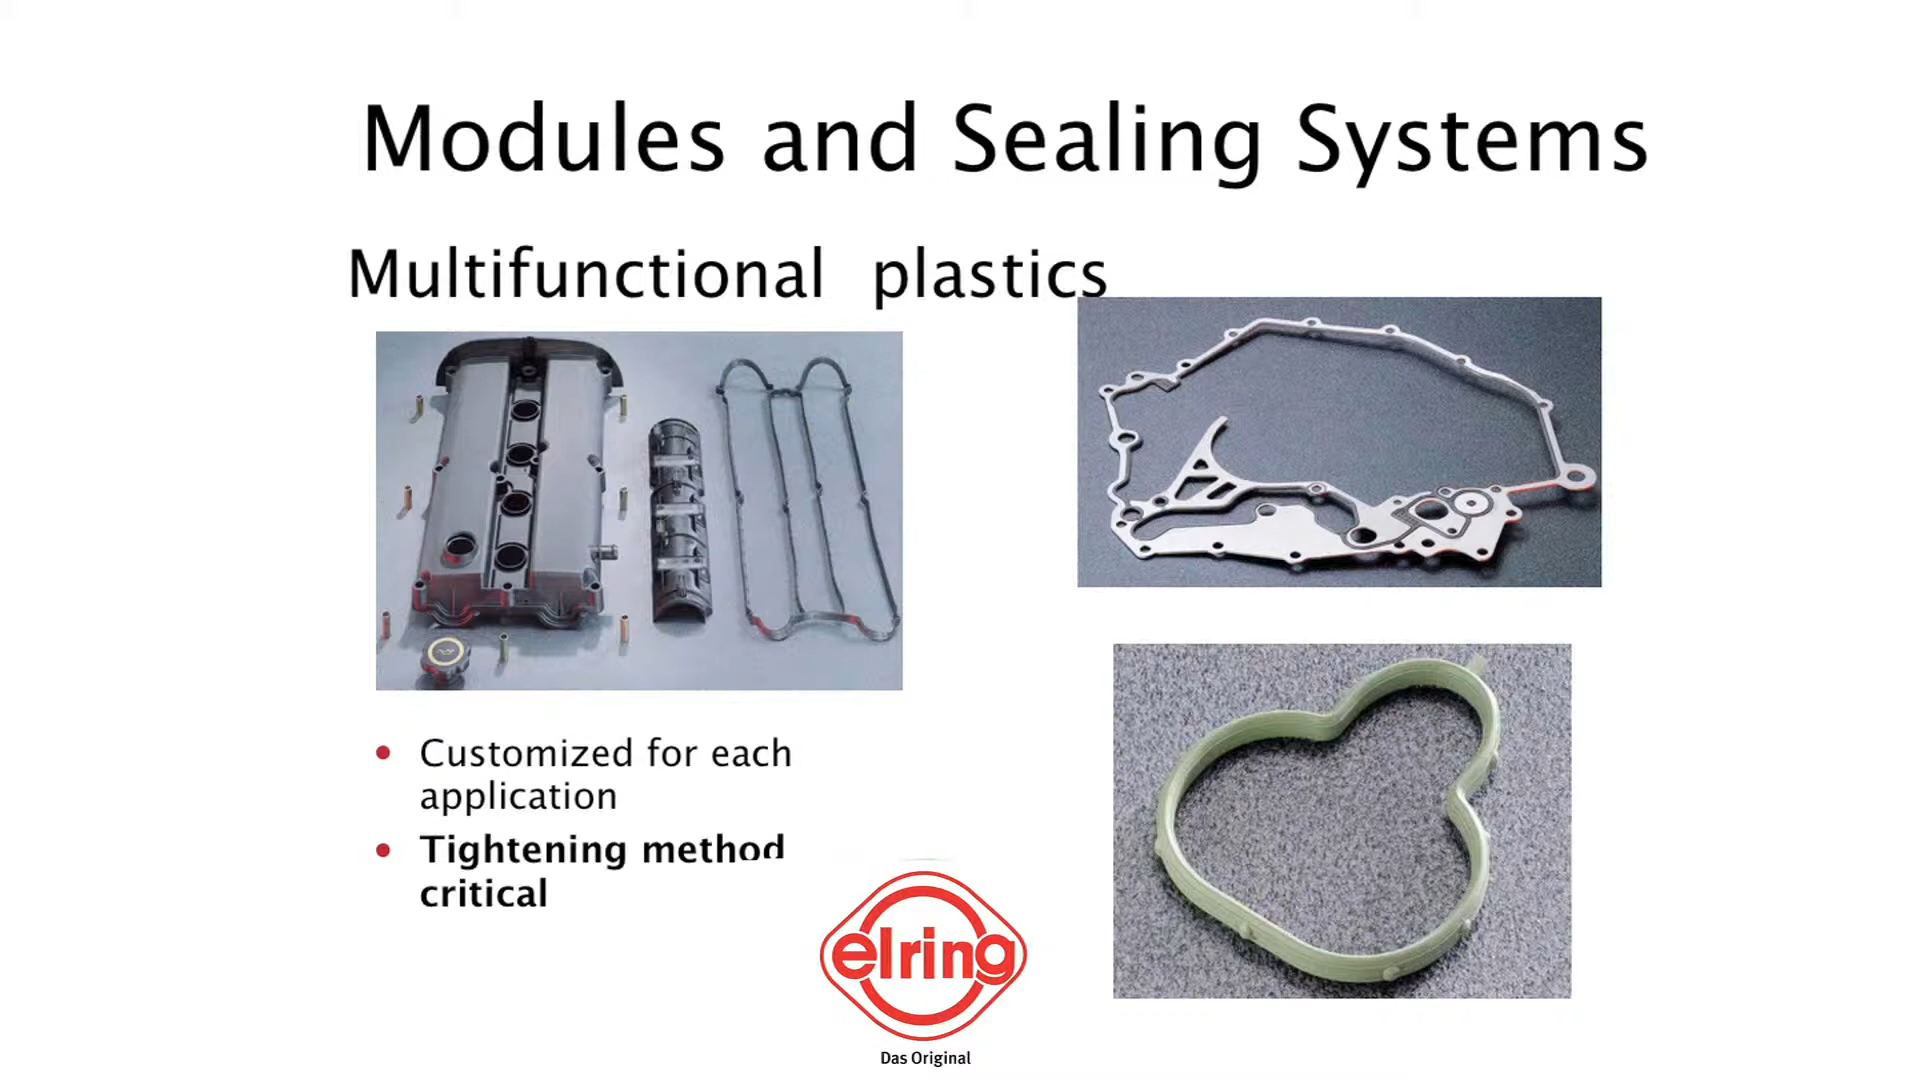 Modules and Sealing Systems
Multifunctional plastics
• Customized for each
application
• Tightening method
critical
elring
Das Original